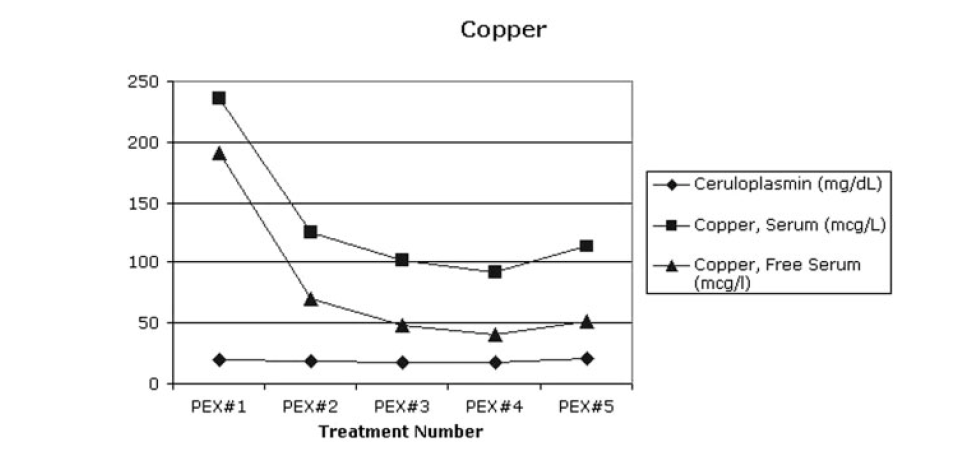 Copper
250
200
150
100
50
0
PEX#1 PEX#2 PEX#3 PEX#4 PEX#5
Treatment Number
Ceruloplasmin (mg/dL)
Copper, Serum (mcg/L)
Copper, Free Serum
(mcg/l)